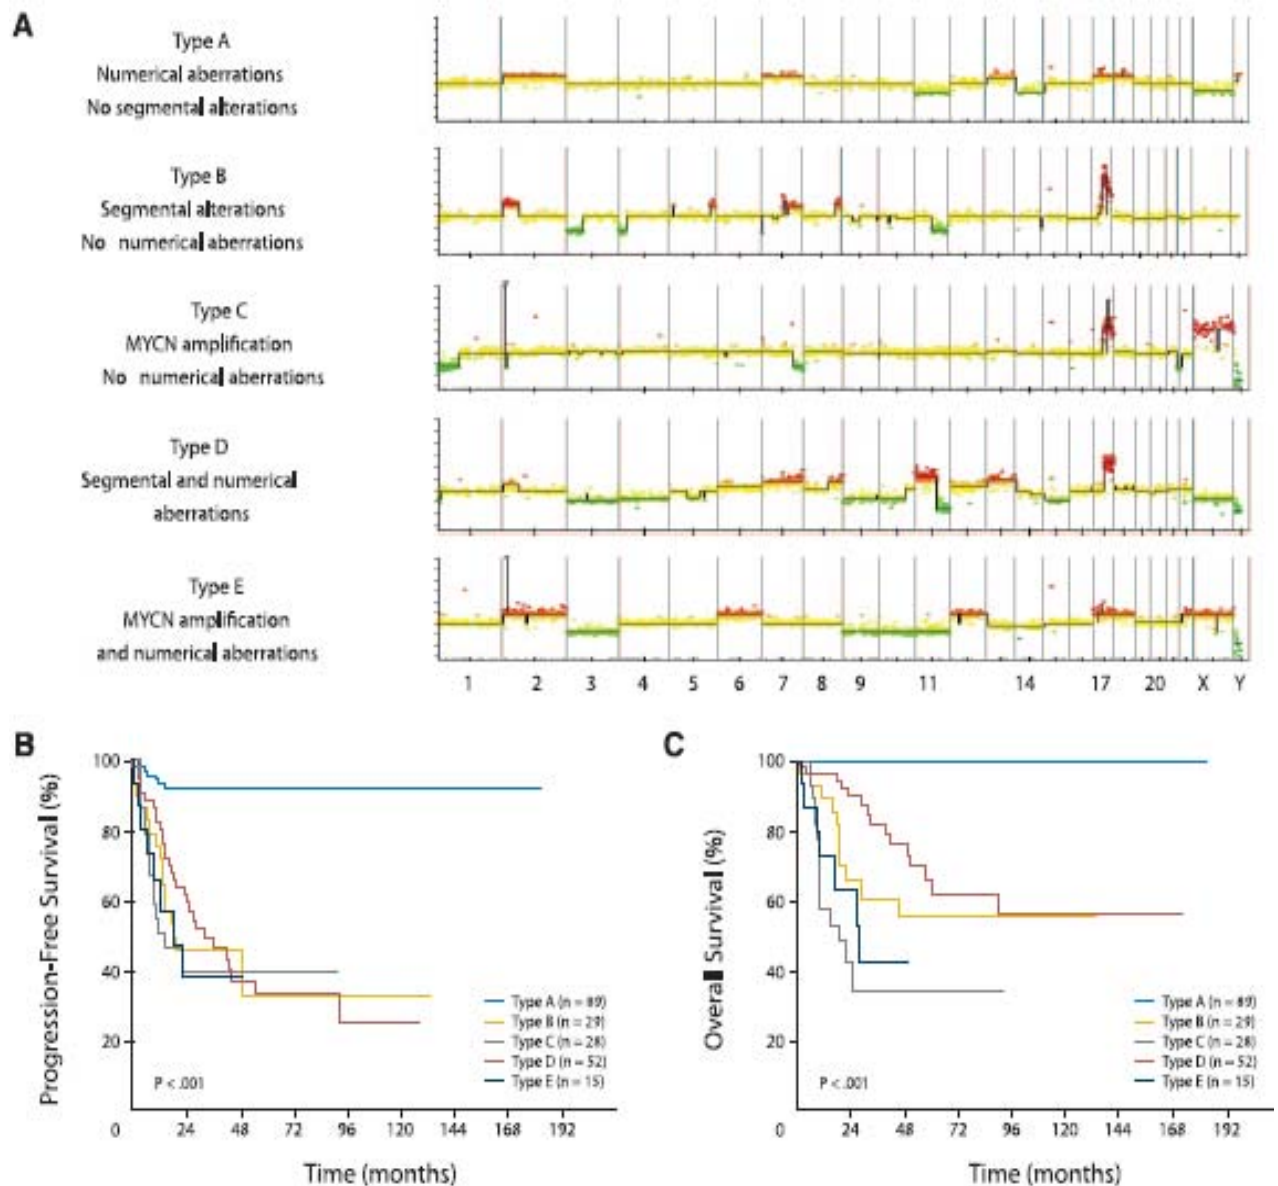 A
Type A
Numerical aberrations
No segmental alterations
Type B
Segmental alterations
No numerical aberrations
Type C
MYCN amplification
No numerical aberrations
Type D
Segmental and numerical
aberrations
Type E
MYCN amplification
and numerical aberrations
1 2 3 4 5 6 7 8 9 11 14 17 20 X Y
B
Progression-Free Survival (%)
100
80
60
40
20
0 24 48 72 96 120 144 168 192
Time (months)
P < .001
Type A (n = 89)
Type B (n = 29)
Type C (n = 28)
Type D (n = 52)
Type E (n = 15)
C
Overall Survival (%)
100
80
60
40
20
0 24 48 72 96 120 144 168 192
Time (months)
P < .001
Type A (n = 89)
Type B (n = 29)
Type C (n = 28)
Type D (n = 52)
Type E (n = 15)